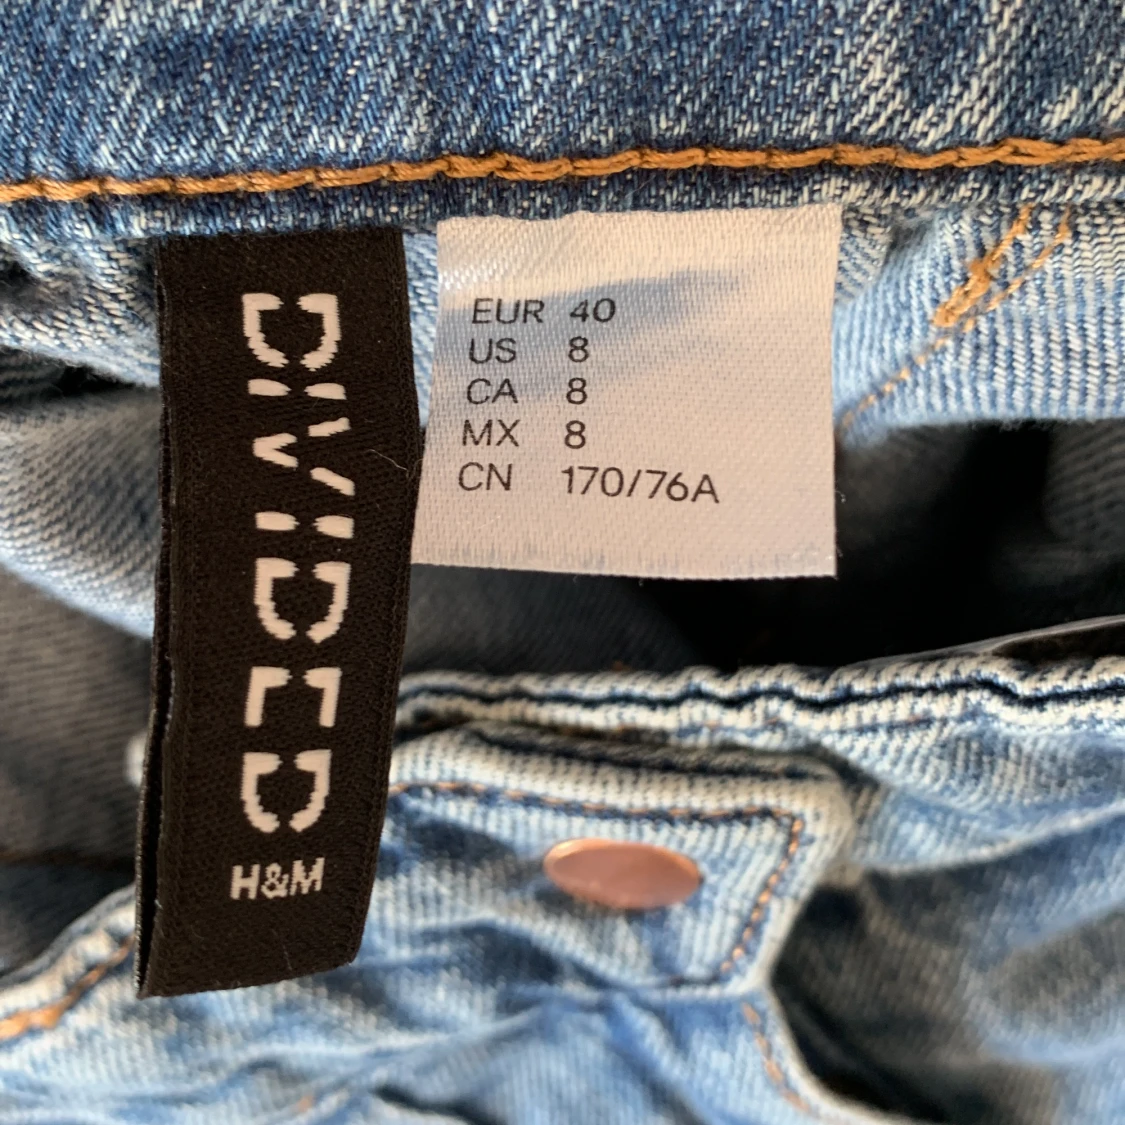 DIVIDED
H&M
EUR 40
US 8
CA 8
MX 8
CN 170/76A